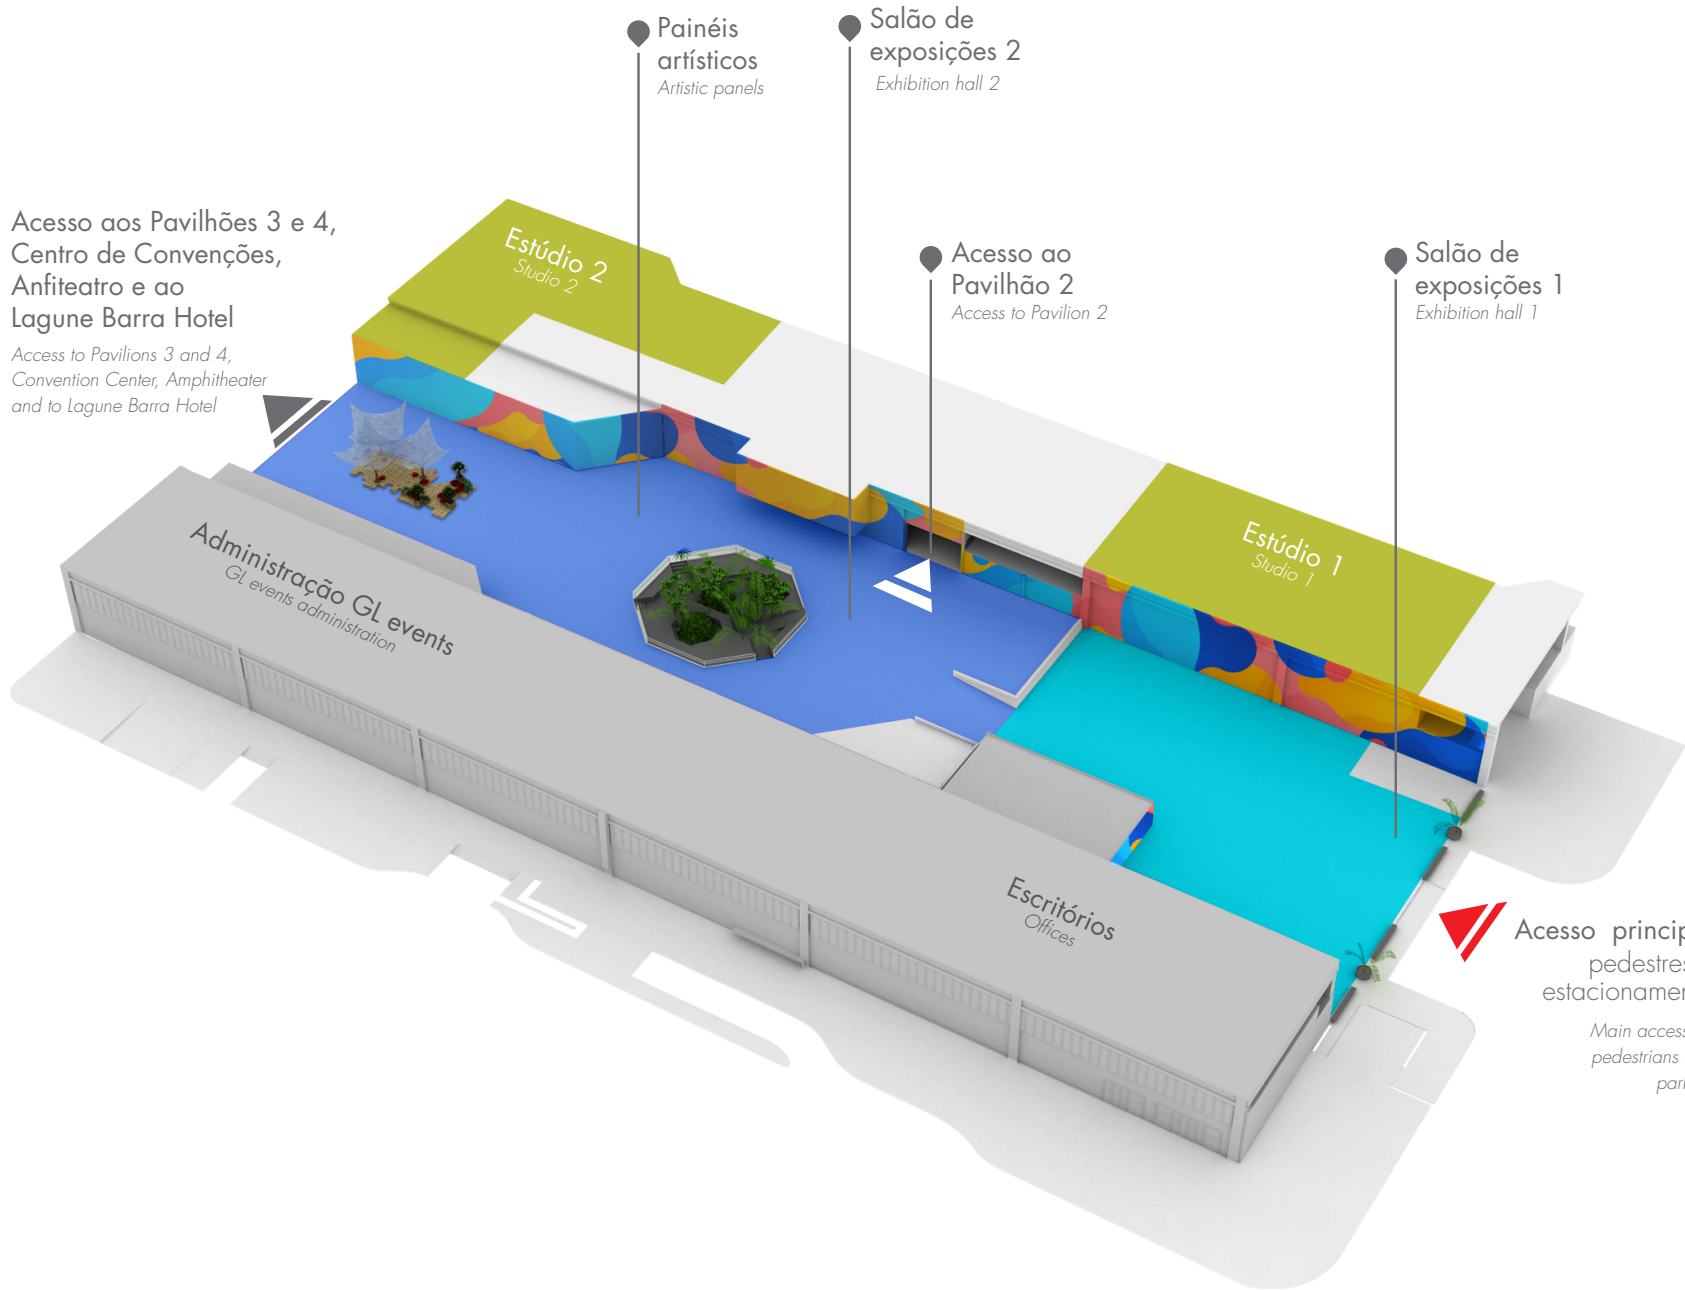 Painéis
artísticos
Artistic panels
Salão de
exposições 2
Exhibition hall 2
Acesso aos Pavilhões 3 e 4,
Centro de Convenções,
Anfiteatro e ao
Lagune Barra Hotel
Access to Pavilions 3 and 4,
Convention Center, Amphitheater
and to Lagune Barra Hotel
Estúdio 2
Studio 2
Acesso ao
Pavilhão 2
Access to Pavilion 2
Salão de
exposições 1
Exhibition hall 1
Estúdio 1
Studio 1
Administração GL events
GL events administration
Escritórios
Offices
Acesso
pedestres
Main access
pedestrians